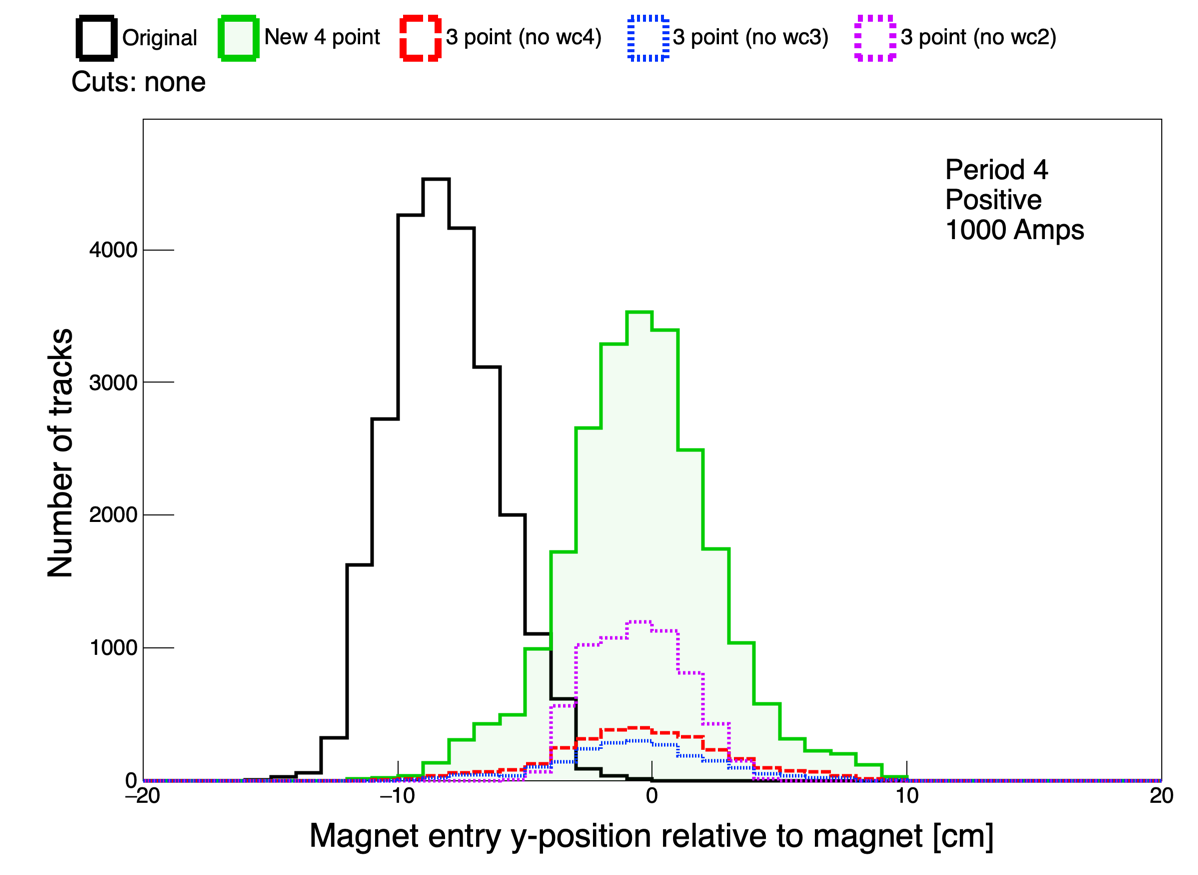 Original New 4 point 3 point (no wc4) 3 point (no wc3) 3 point (no wc2)
Cuts: none
Period 4
Positive
1000 Amps
4000
3000
2000
1000
0
−20 −10 0 10 20
Number of tracks
Magnet entry y-position relative to magnet [cm]